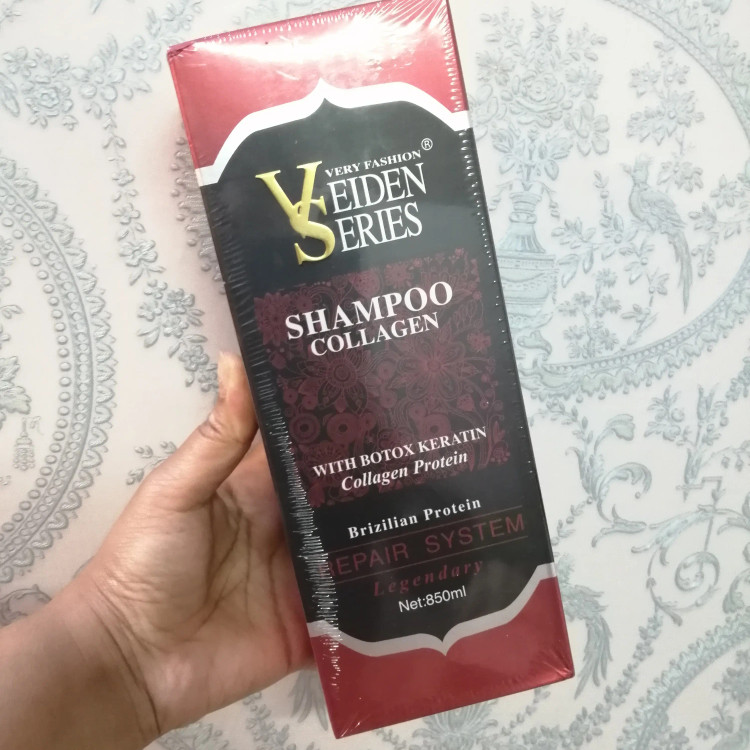 VERY FASHION®
VEIDEN
SERIES
SHAMPOO
COLLAGEN
WITH BOTOX KERATIN
Collagen Protein
Brizilian Protein
REPAIR SYSTEM
Legendary
Net:850ml